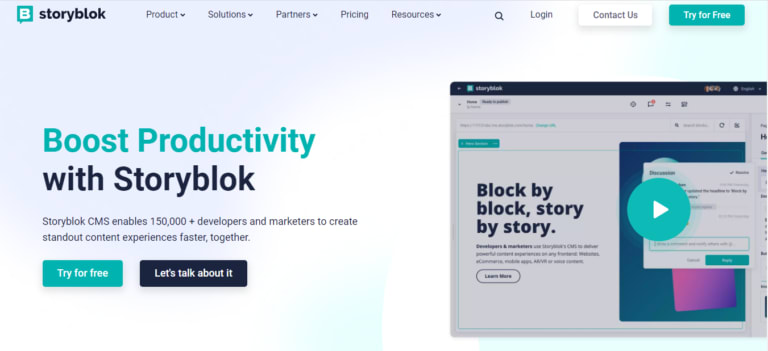 storyblok
Product Solutions Partners Pricing Resources Login Contact Us Try for Free
Boost Productivity
with Storyblok
Storyblok CMS enables 150,000 + developers and marketers to create
standout content experiences faster, together.
Try for free Let's talk about it
storyblok
English
Home Ready to publish
+ New Section
Discussion Resolve
Block by
block, story
by story.
Developers & marketers use Storyblok's CMS to deliver
powerful content experiences on any frontend: Websites,
eCommerce, mobile apps, AR/VR or voice content.
Learn More
Cancel Reply